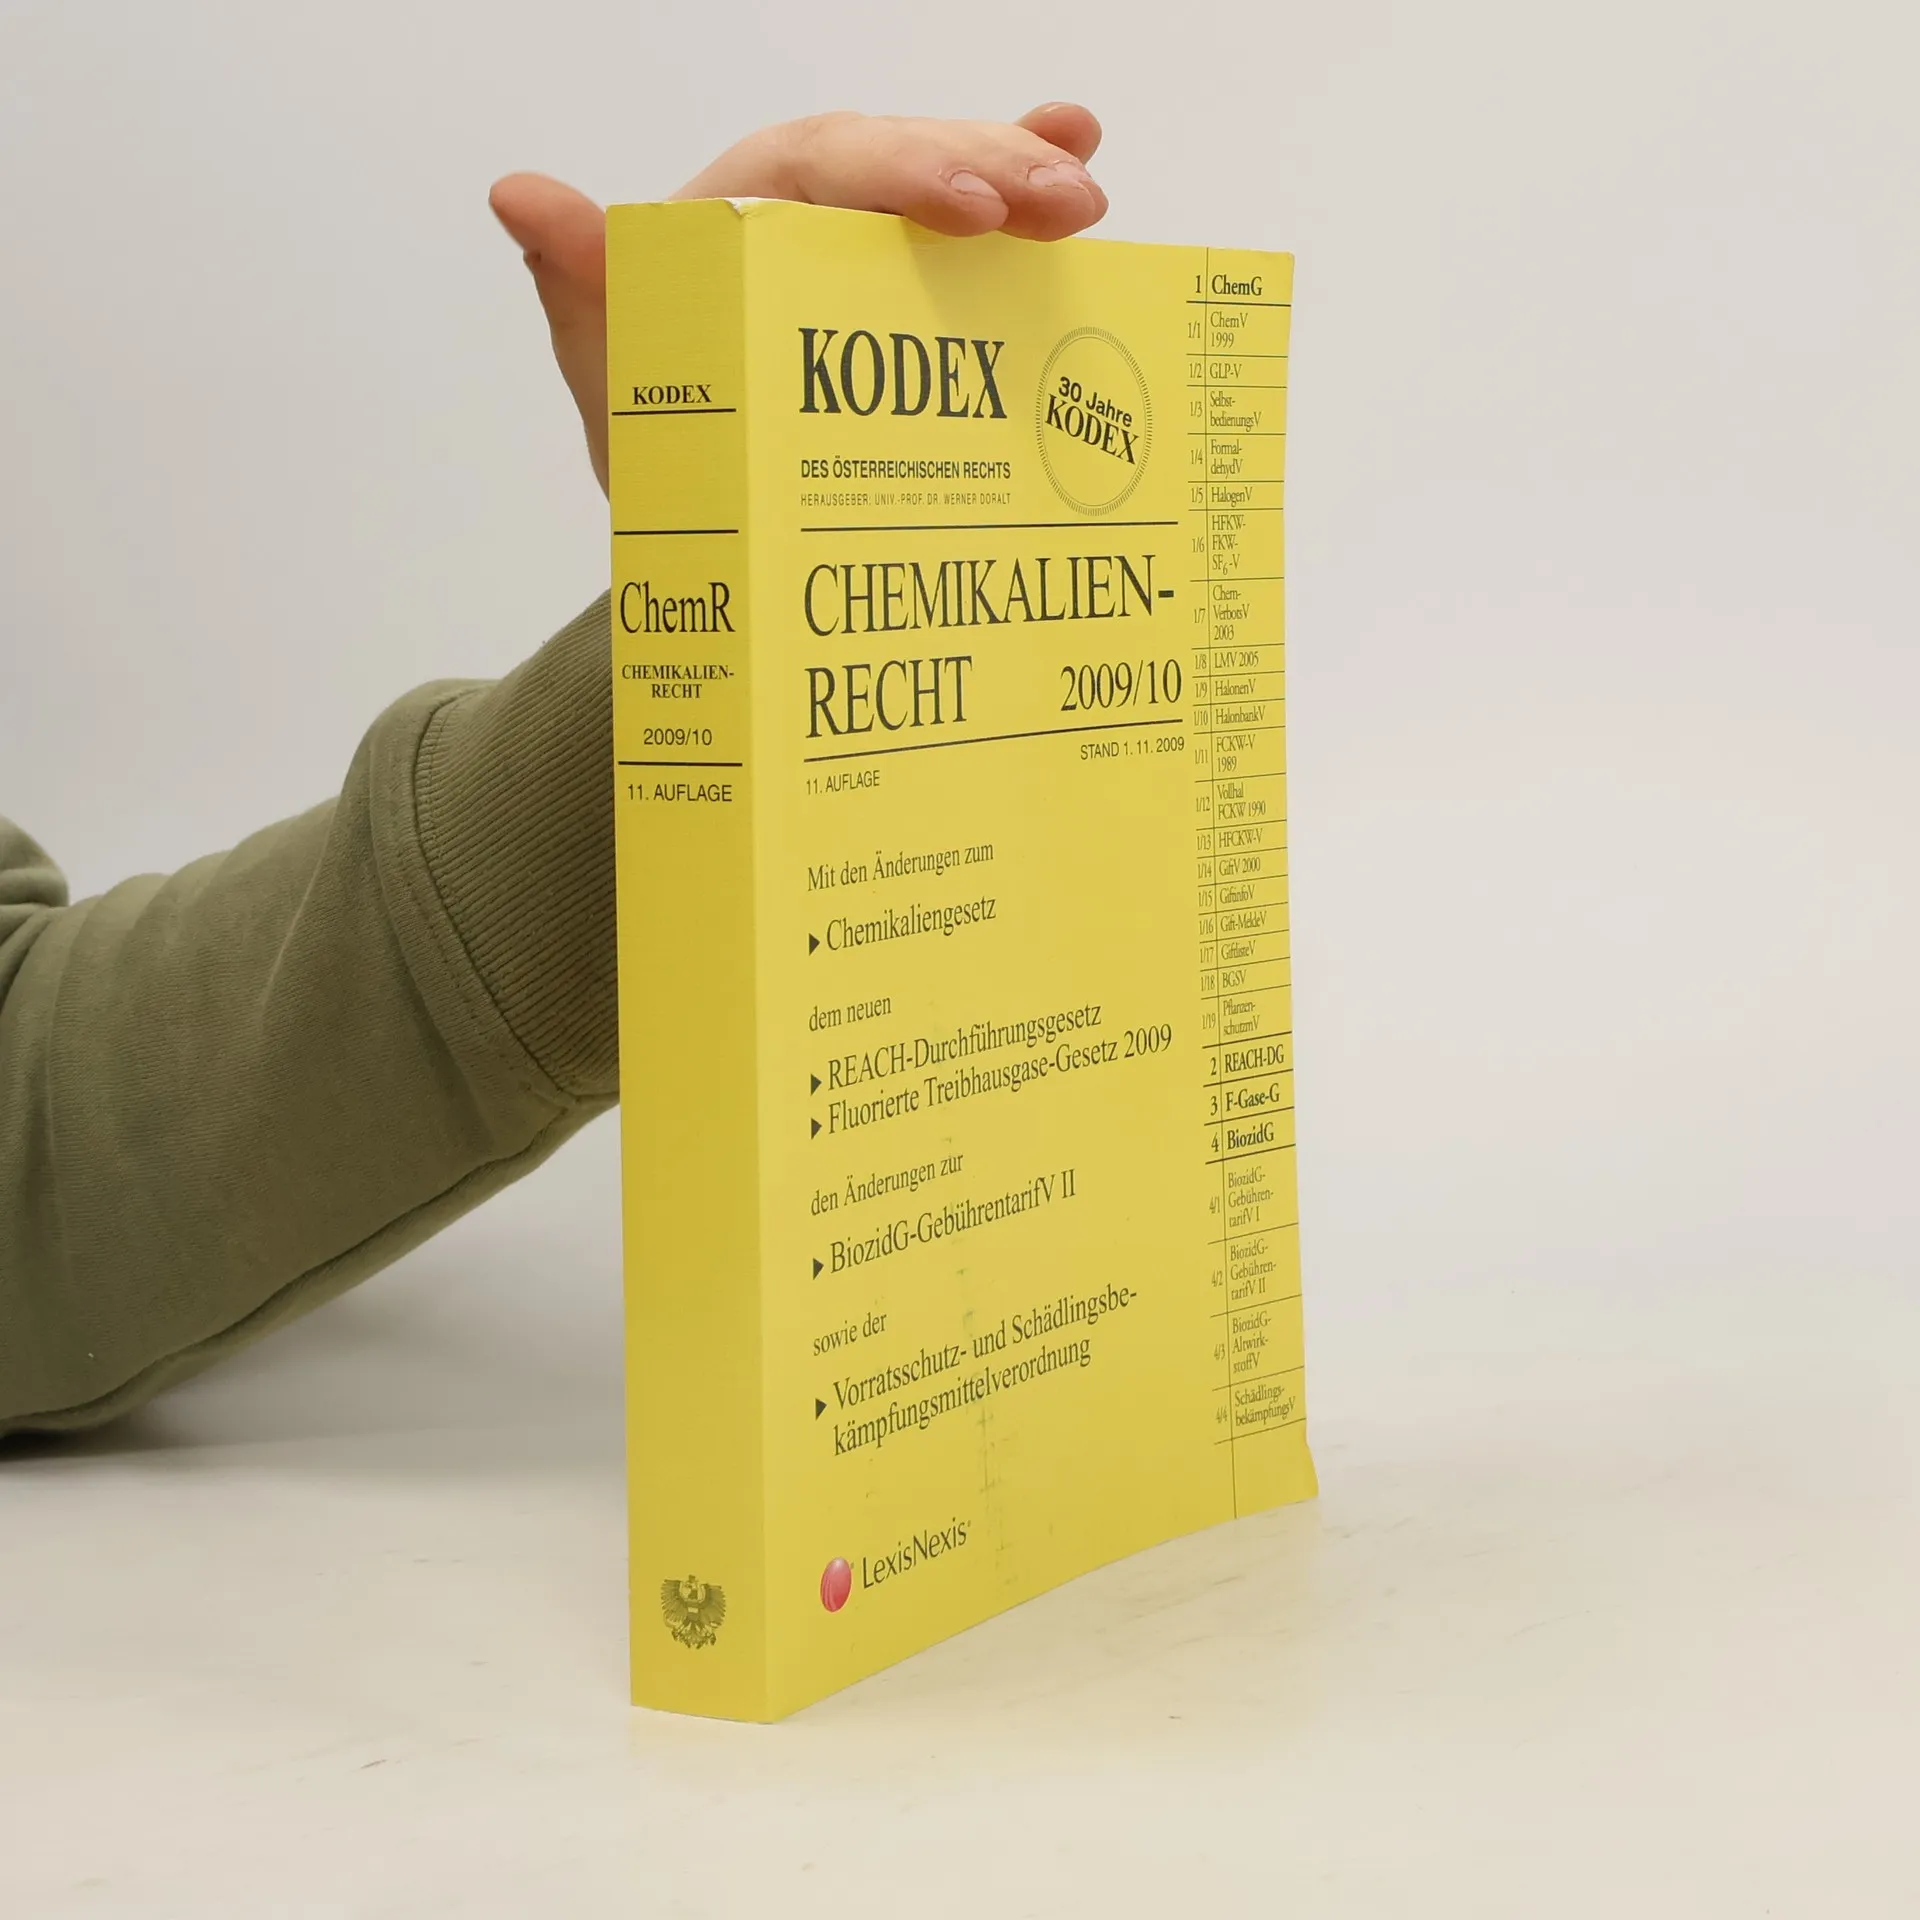 KODEX
ChemR
CHEMIKALIEN-
RECHT
2009/10
11. AUFLAGE
KODEX
30 Jahre
KODEX
DES ÖSTERREICHISCHEN RECHTS
HERAUSGEBER: UNIV.-PROF. DR. WERNER DORALT
CHEMIKALIEN-
RECHT 2009/10
STAND 1. 11. 2009
11. AUFLAGE
Mit den Änderungen zum
Chemikaliengesetz
dem neuen
REACH-Durchführungsgesetz
Fluorierte Treibhausgase-Gesetz 2009
den Änderungen zur
BiozidG-GebührentarifV II
sowie der
Vorratsschutz- und Schädlingsbe-
kämpfungsmittelverordnung
LexisNexis®
1 ChemG
1/1 ChemV
1999
1/2 GLP-V
1/3 Selbst-
bedienungsV
1/4 Formal-
dehydV
1/5 HalogenV
1/6 HFKW-
FKW-
SF6-V
1/7 Chem-
VerbotsV
2003
1/8 LMV 2005
1/9 HalonenV
1/10 HalonbankV
1/11 FCKW-V
1989
1/12 Vollhal
FCKW 1990
1/13 HFCKW-V
1/14 GiftV 2000
1/15 GiftinfoV
1/16 Gift-MeldeV
1/17 GiftlisteV
1/18 BGSV
1/19 Pflanzen-
schutzmV
2 REACH-DG
3 F-Gase-G
4 BiozidG
4/1 BiozidG-
Gebühren-
tarifV I
4/2 BiozidG-
Gebühren-
tarifV II
4/3 BiozidG-
Altwirk-
stoffV
4/4 Schädlings-
bekämpfungsV